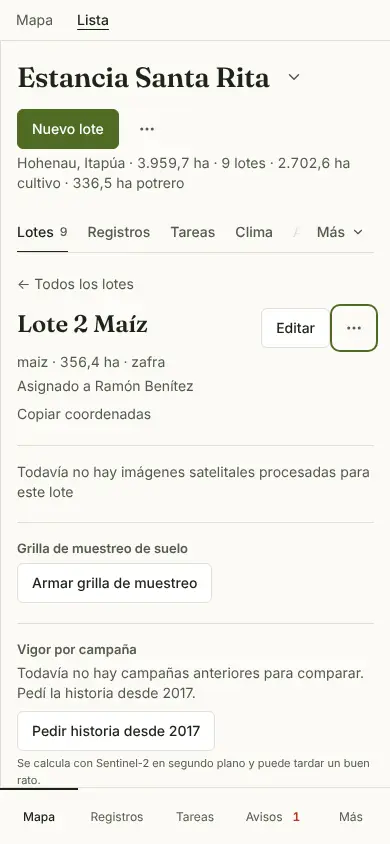 Mapa Lista
Estancia Santa Rita
Nuevo lote ···
Hohenau, Itapúa · 3.959,7 ha · 9 lotes · 2.702,6 ha
cultivo · 336,5 ha potrero
Lotes 9 Registros Tareas Clima Más
← Todos los lotes
Lote 2 Maíz
Editar ···
maiz · 356,4 ha · zafra
Asignado a Ramón Benítez
Copiar coordenadas
Todavía no hay imágenes satelitales procesadas para
este lote
Grilla de muestreo de suelo
Armar grilla de muestreo
Vigor por campaña
Todavía no hay campañas anteriores para comparar.
Pedí la historia desde 2017.
Pedir historia desde 2017
Se calcula con Sentinel-2 en segundo plano y puede tardar un buen
rato.
Mapa Registros Tareas Avisos 1 Más